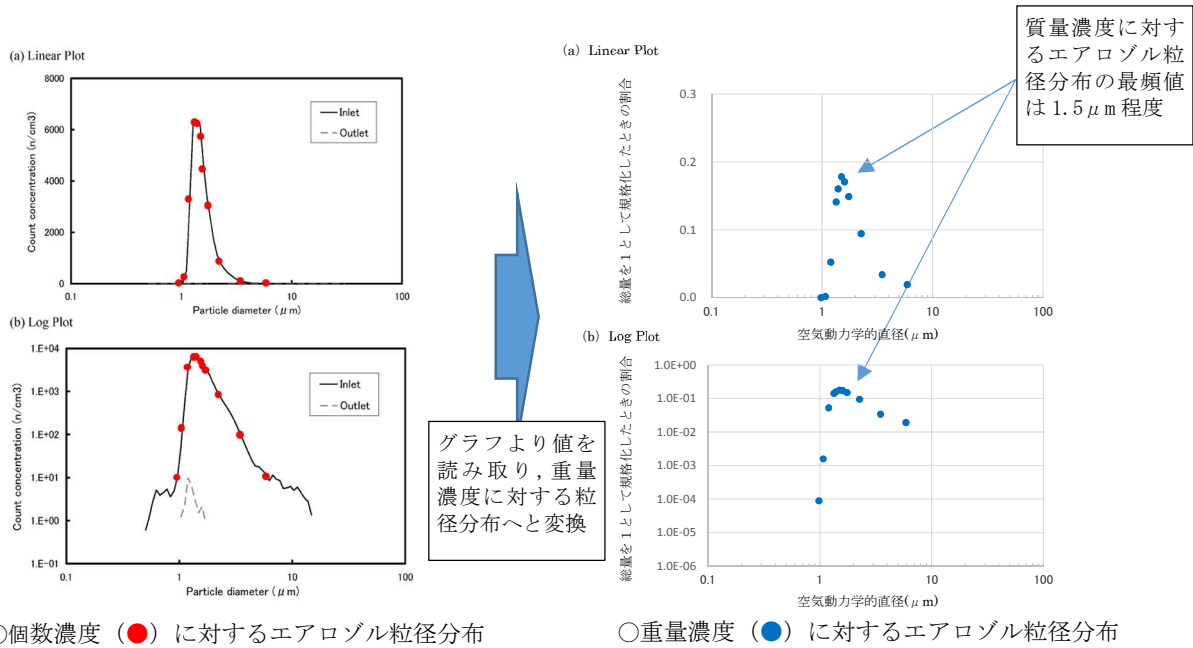 (a) Linear Plot
8000
6000
4000
2000
0
Count concentration (n/cm3)
Inlet
Outlet
0.1
1
10
100
Particle diameter (μm)
(b) Log Plot
1.E+04
1.E+03
1.E+02
1.E+01
1.E+00
1.E-01
Count concentration (n/cm3)
Inlet
Outlet
0.1
1
10
100
Particle diameter (μm)
○個数濃度（●）に対するエアロゾル粒径分布
グラフより値を
読み取り，重量
濃度に対する粒
径分布へと変換
質量濃度に対す
るエアロゾル粒
径分布の最頻値
は 1.5μm 程度
(a) Linear Plot
0.3
0.2
0.1
0.0
総量を1として規格化したときの割合
0.1
1
10
100
空気動力学的直径(μm)
(b) Log Plot
1.0E+00
1.0E-01
1.0E-02
1.0E-03
1.0E-04
1.0E-05
1.0E-06
総量を1として規格化したときの割合
0.1
1
10
100
空気動力学的直径(μm)
○重量濃度（●）に対するエアロゾル粒径分布